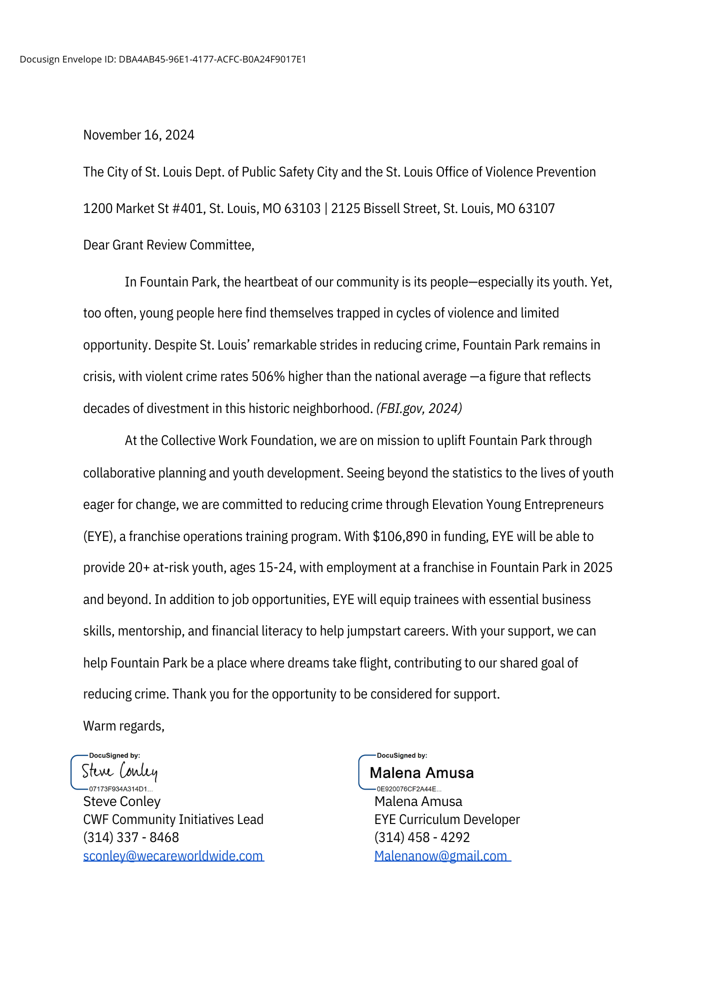 Docusign Envelope ID: DBA4AB45-96E1-4177-ACFC-B0A24F9017E1
November 16, 2024
The City of St. Louis Dept. of Public Safety City and the St. Louis Office of Violence Prevention
1200 Market St #401, St. Louis, MO 63103 | 2125 Bissell Street, St. Louis, MO 63107
Dear Grant Review Committee,
In Fountain Park, the heartbeat of our community is its people—especially its youth. Yet,
too often, young people here find themselves trapped in cycles of violence and limited
opportunity. Despite St. Louis’ remarkable strides in reducing crime, Fountain Park remains in
crisis, with violent crime rates 506% higher than the national average —a figure that reflects
decades of divestment in this historic neighborhood. (FBI.gov, 2024)
At the Collective Work Foundation, we are on mission to uplift Fountain Park through
collaborative planning and youth development. Seeing beyond the statistics to the lives of youth
eager for change, we are committed to reducing crime through Elevation Young Entrepreneurs
(EYE), a franchise operations training program. With $106,890 in funding, EYE will be able to
provide 20+ at-risk youth, ages 15-24, with employment at a franchise in Fountain Park in 2025
and beyond. In addition to job opportunities, EYE will equip trainees with essential business
skills, mentorship, and financial literacy to help jumpstart careers. With your support, we can
help Fountain Park be a place where dreams take flight, contributing to our shared goal of
reducing crime. Thank you for the opportunity to be considered for support.
Warm regards,
DocuSigned by:
Steve Conley
07173F934A314D1...
Steve Conley
CWF Community Initiatives Lead
(314) 337 - 8468
sconley@wecareworldwide.com
DocuSigned by:
Malena Amusa
0E920076CF2A44E...
Malena Amusa
EYE Curriculum Developer
(314) 458 - 4292
Malenanow@gmail.com